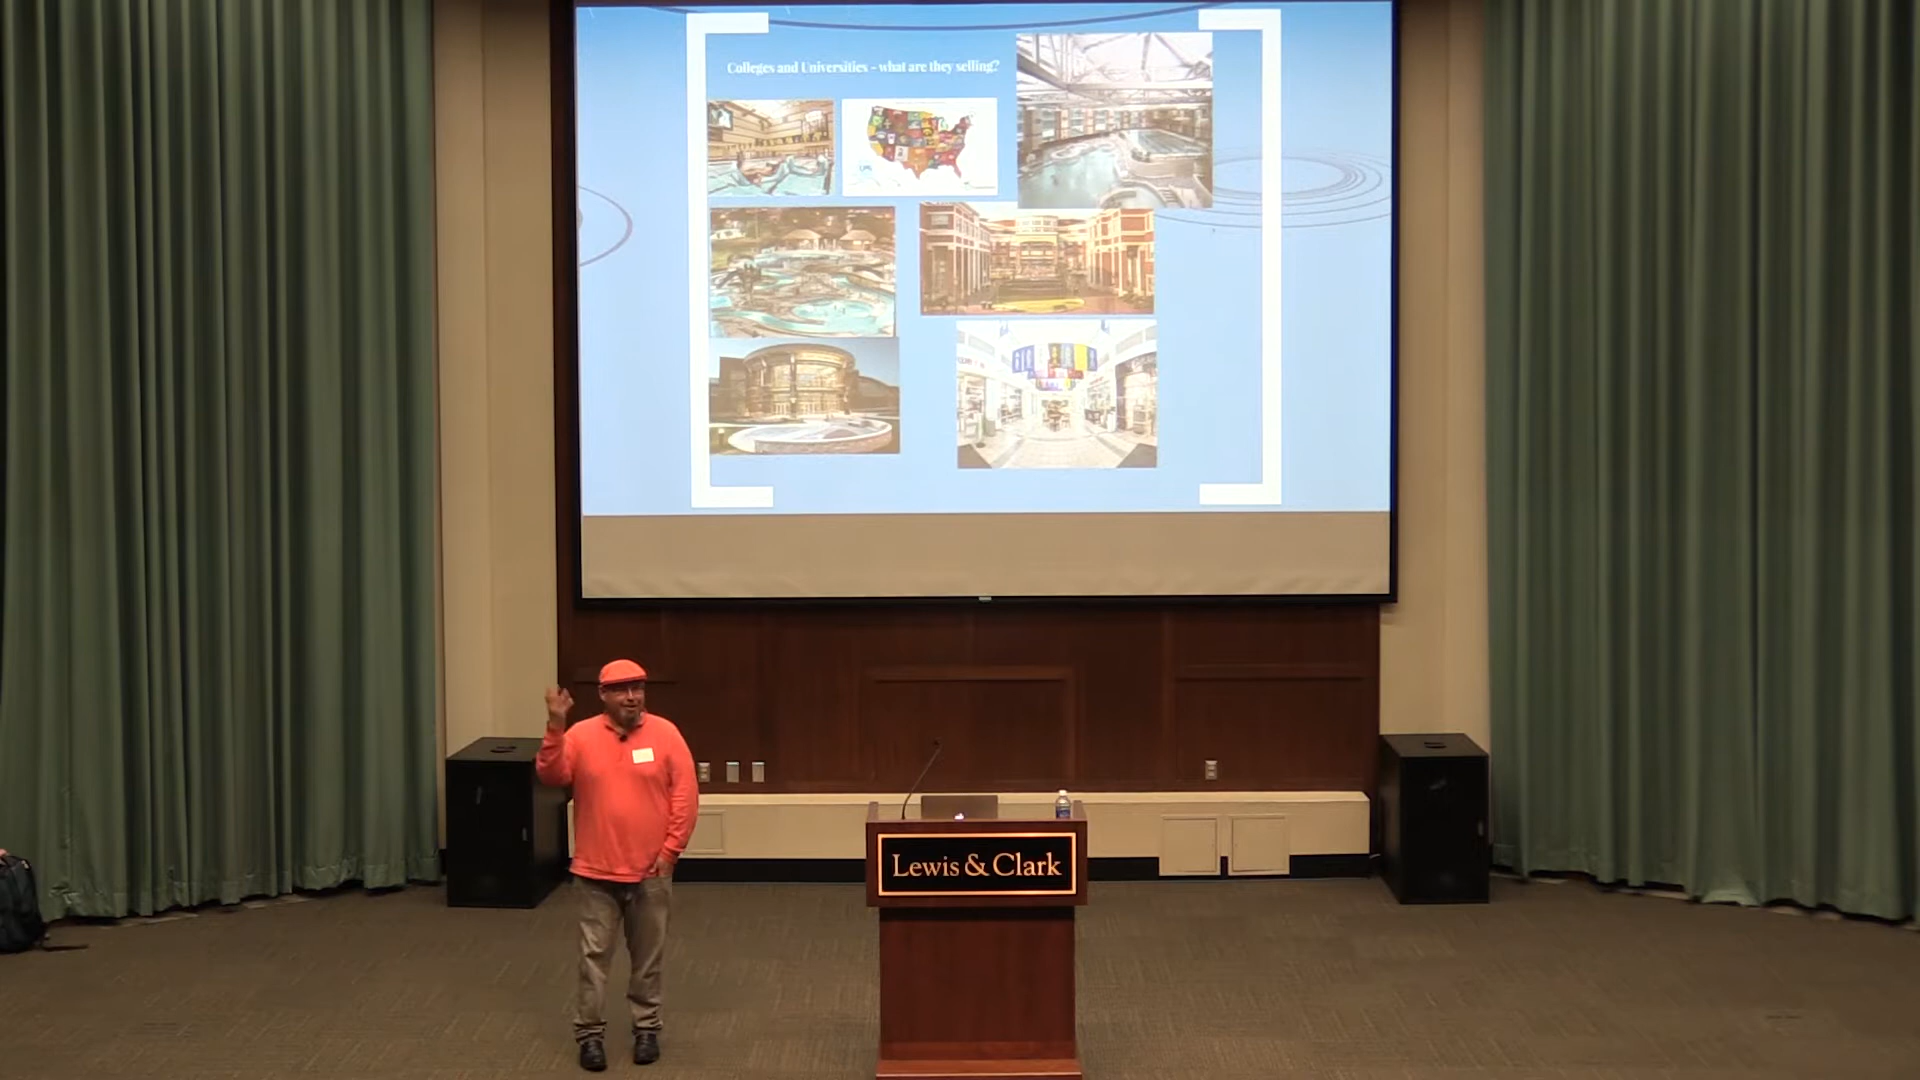 Colleges and Universities - what are they selling?
Lewis & Clark